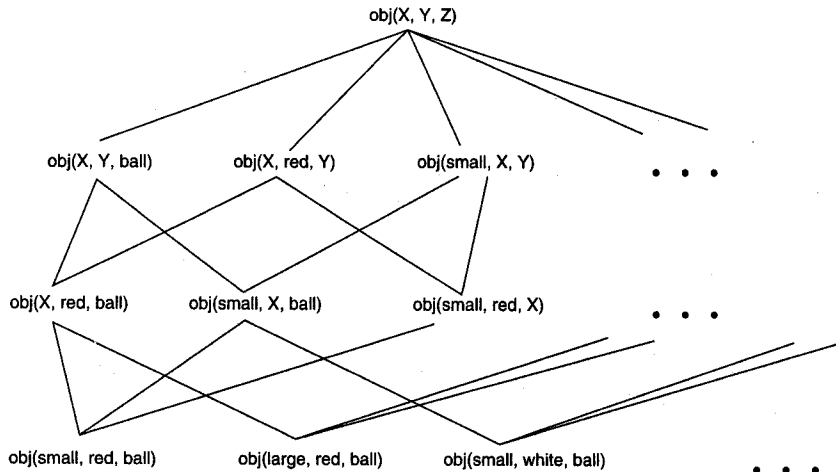 obj(X, Y, Z)
obj(X, Y, ball) obj(X, red, Y) obj(small, X, Y) • • •
obj(X, red, ball) obj(small, X, ball) obj(small, red, X) • • •
obj(small, red, ball) obj(large, red, ball) obj(small, white, ball) • • •